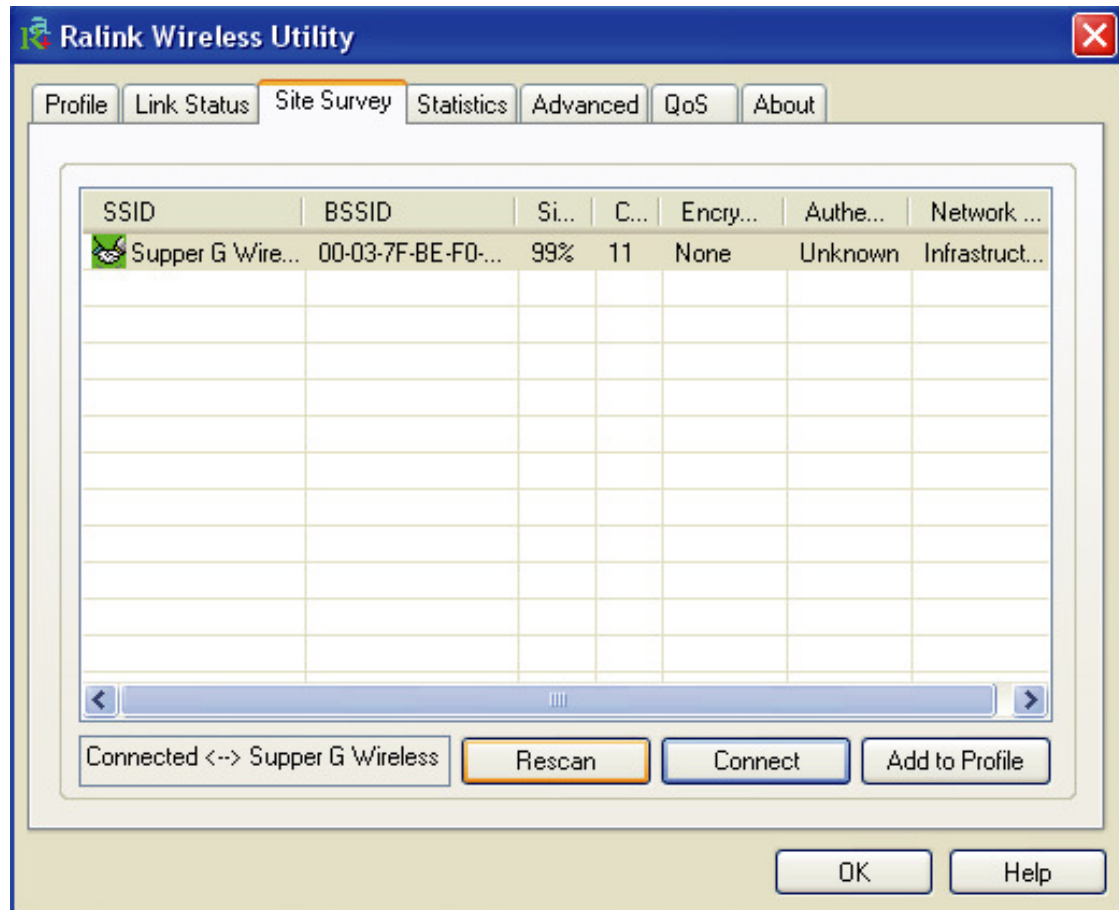 Ralink Wireless Utility
Profile Link Status Site Survey Statistics Advanced QoS About
SSID BSSID Si... C... Encry... Authe... Network ...
Supper G Wire... 00-03-7F-BE-F0-... 99% 11 None Unknown Infrastruct...
Connected <--> Supper G Wireless Rescan Connect Add to Profile
OK Help